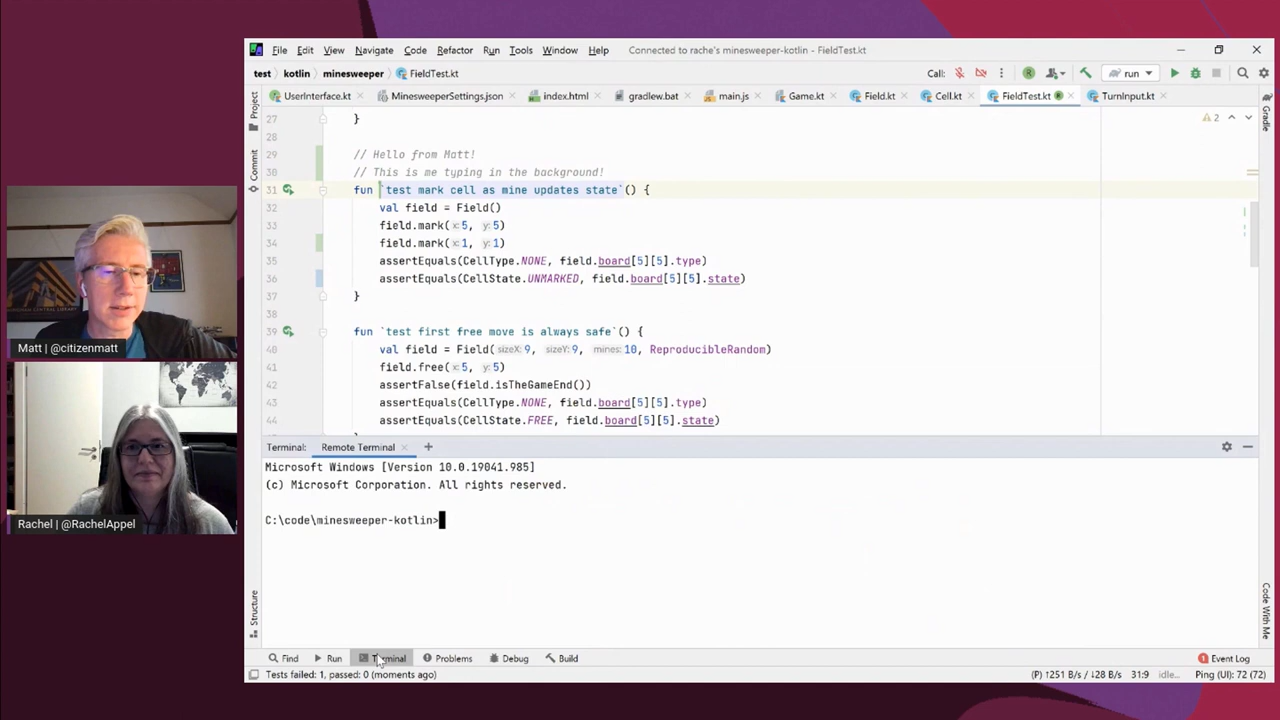 File Edit View Navigate Code Refactor Run Tools Window Help Connected to rache's minesweeper-kotlin - FieldTest.kt
test kotlin minesweeper FieldTest.kt Call: run
UserInterface.kt MinesweeperSettings.json index.html gradlew.bat main.js Game.kt Field.kt Cell.kt FieldTest.kt TurnInput.kt
Project
Commit
Structure
27 }
28
29 // Hello from Matt!
30 // This is me typing in the background!
31 fun `test mark cell as mine updates state`() {
32 val field = Field()
33 field.mark(x: 5, y: 5)
34 field.mark(x: 1, y: 1)
35 assertEquals(CellType.NONE, field.board[5][5].type)
36 assertEquals(CellState.UNMARKED, field.board[5][5].state)
37 }
38
39 fun `test first free move is always safe`() {
40 val field = Field(sizeX: 9, sizeY: 9, mines: 10, ReproducibleRandom)
41 field.free(x: 5, y: 5)
42 assertFalse(field.isTheGameEnd())
43 assertEquals(CellType.NONE, field.board[5][5].type)
44 assertEquals(CellState.FREE, field.board[5][5].state)
2
Gradle
Code With Me
Terminal: Remote Terminal
Microsoft Windows [Version 10.0.19041.985]
(c) Microsoft Corporation. All rights reserved.
C:\code\minesweeper-kotlin>
Find Run Terminal Problems Debug Build Event Log
Tests failed: 1, passed: 0 (moments ago) (P) ↑251 B/s / ↓28 B/s 31:9 idle... Ping (UI): 72 (72)
Matt | @citizenmatt
Rachel | @RachelAppel